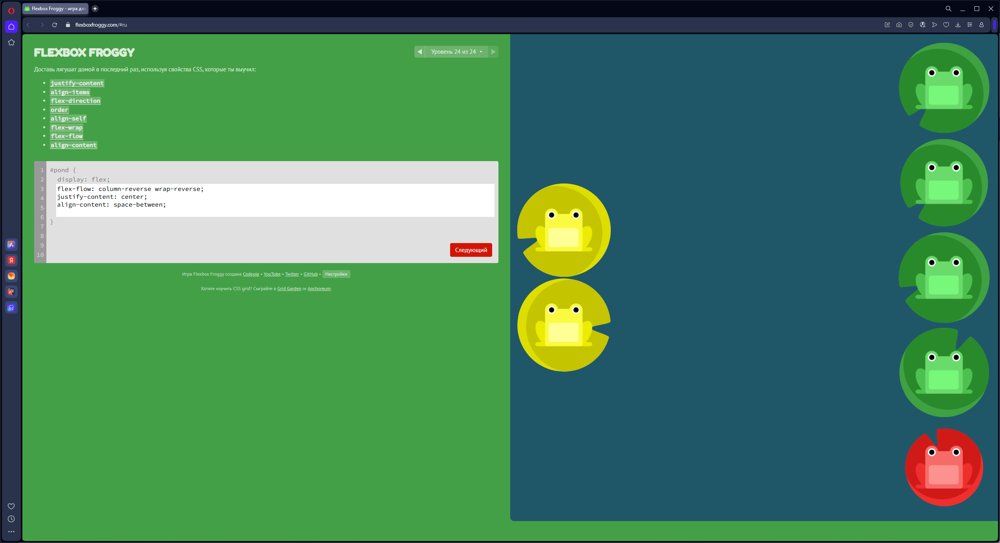 Flexbox Froggy - игра для
flexboxfroggy.com/#ru
FLEXBOX FROGGY
Уровень 24 из 24
Доставь лягушат домой в последний раз, используя свойства CSS, которые ты выучил:
justify-content
align-items
flex-direction
order
align-self
flex-wrap
flex-flow
align-content
1 #pond {
2 display: flex;
3 flex-flow: column-reverse wrap-reverse;
4 justify-content: center;
5 align-content: space-between;
6 }
7
8
9
10
Следующий
Игра Flexbox Froggy создана Codepip • YouTube • Twitter • GitHub • Настройки
Хотите изучить CSS grid? Сыграйте в Grid Garden or Anchoreum.